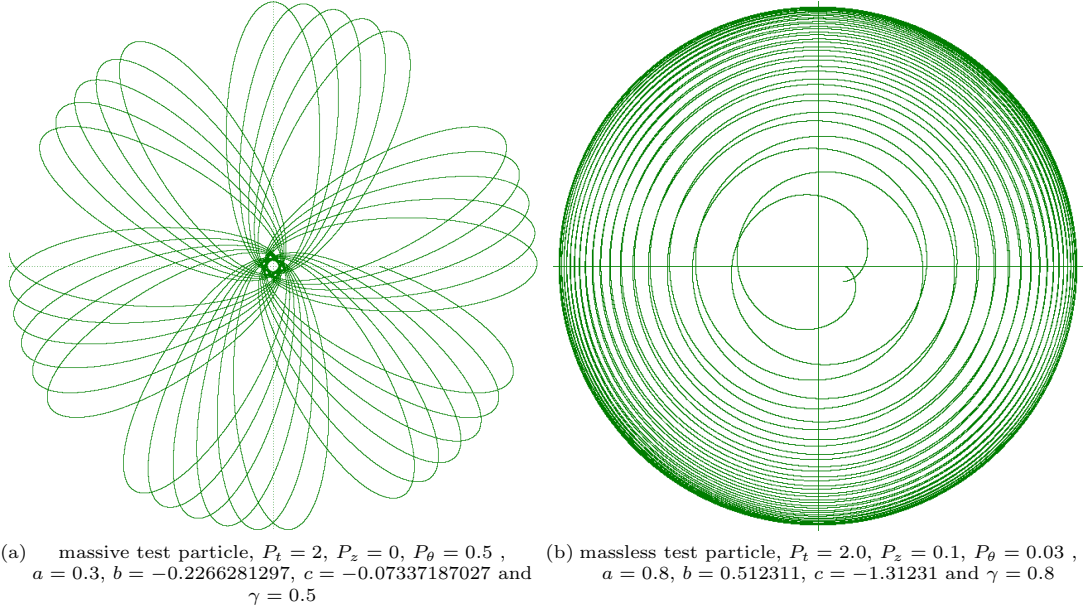 (a) massive test particle, $P_t = 2$, $P_z = 0$, $P_\theta = 0.5$ ,
$a = 0.3$, $b = -0.2266281297$, $c = -0.07337187027$ and
$\gamma = 0.5$
(b) massless test particle, $P_t = 2.0$, $P_z = 0.1$, $P_\theta = 0.03$ ,
$a = 0.8$, $b = 0.512311$, $c = -1.31231$ and $\gamma = 0.8$